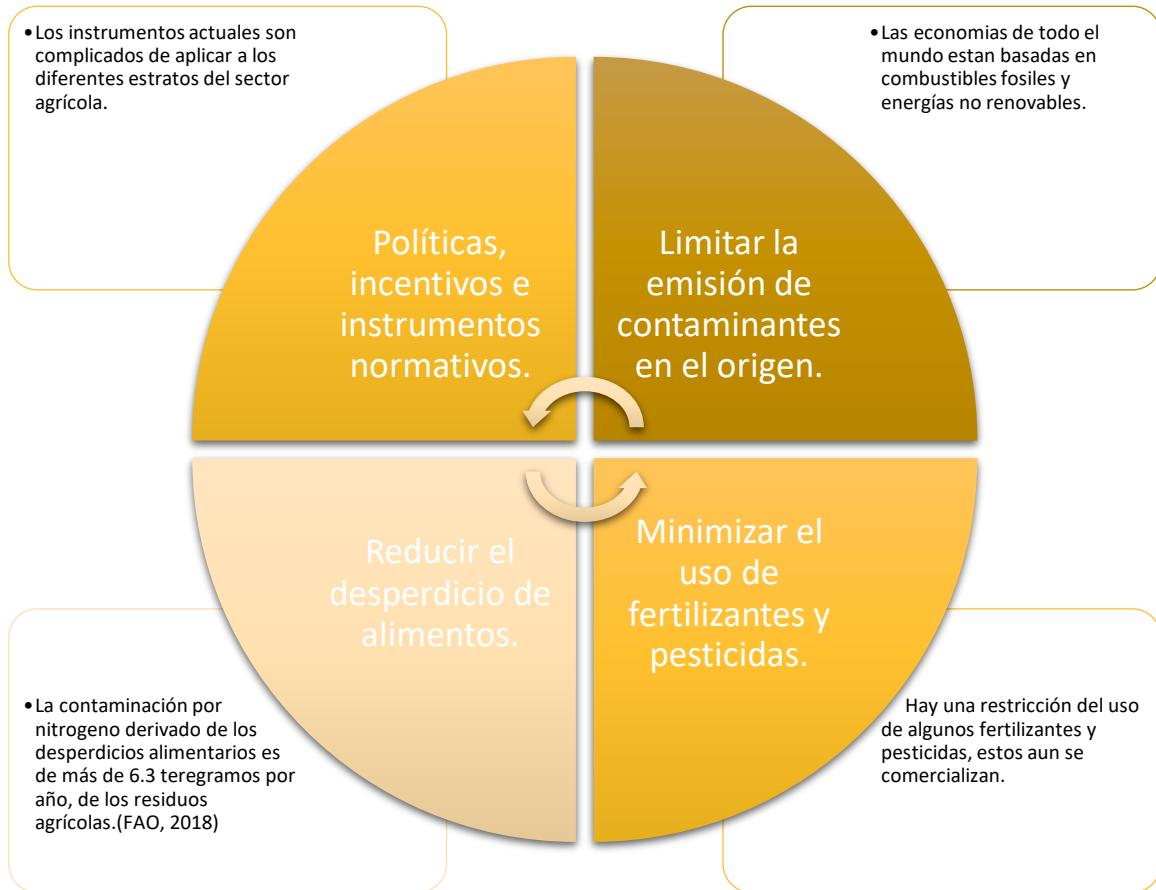 •Los instrumentos actuales son
complicados de aplicar a los
diferentes estratos del sector
agrícola.
•Las economias de todo el
mundo estan basadas en
combustibles fosiles y
energías no renovables.
Políticas,
incentivos e
instrumentos
normativos.
Limitar la
emisión de
contaminantes
en el origen.
Reducir el
desperdicio de
alimentos.
Minimizar el
uso de
fertilizantes y
pesticidas.
•La contaminación por
nitrogeno derivado de los
desperdicios alimentarios es
de más de 6.3 teregramos por
año, de los residuos
agrícolas.(FAO, 2018)
Hay una restricción del uso
de algunos fertilizantes y
pesticidas, estos aun se
comercializan.